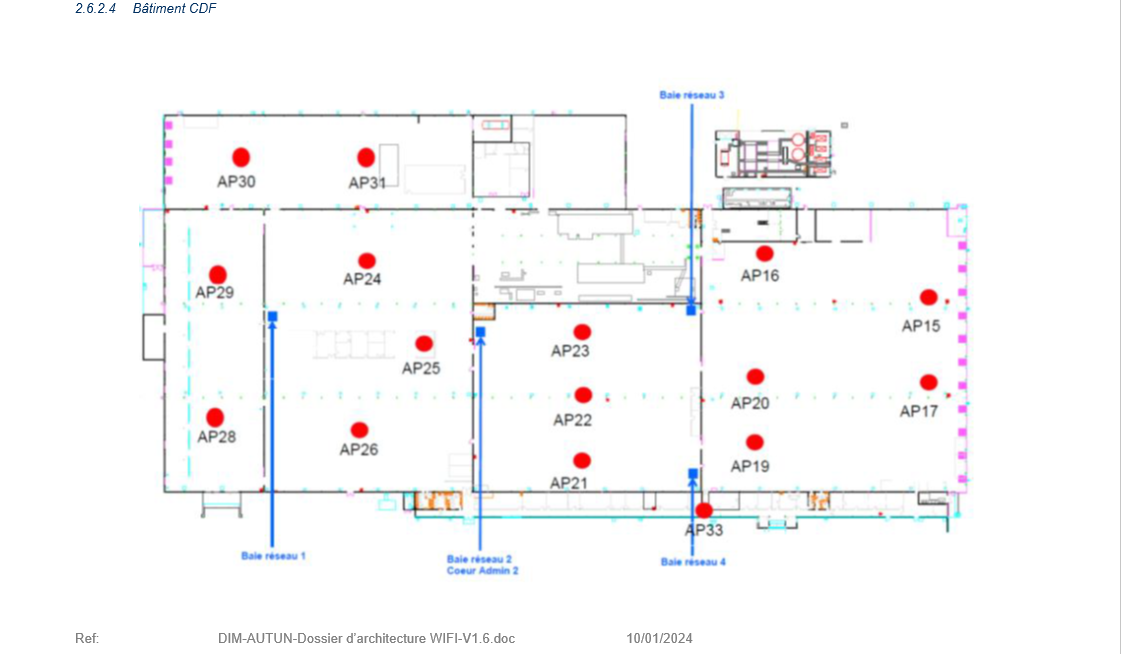 2.6.2.4 Bâtiment CDF
Baie réseau 3
AP30
AP31
AP16
AP24
AP29
AP15
AP23
AP25
AP20
AP17
AP22
AP28
AP26
AP19
AP21
AP33
Baie réseau 1
Baie réseau 2
Coeur Admin 2
Baie réseau 4
Ref: DIM-AUTUN-Dossier d'architecture WIFI-V1.6.doc 10/01/2024